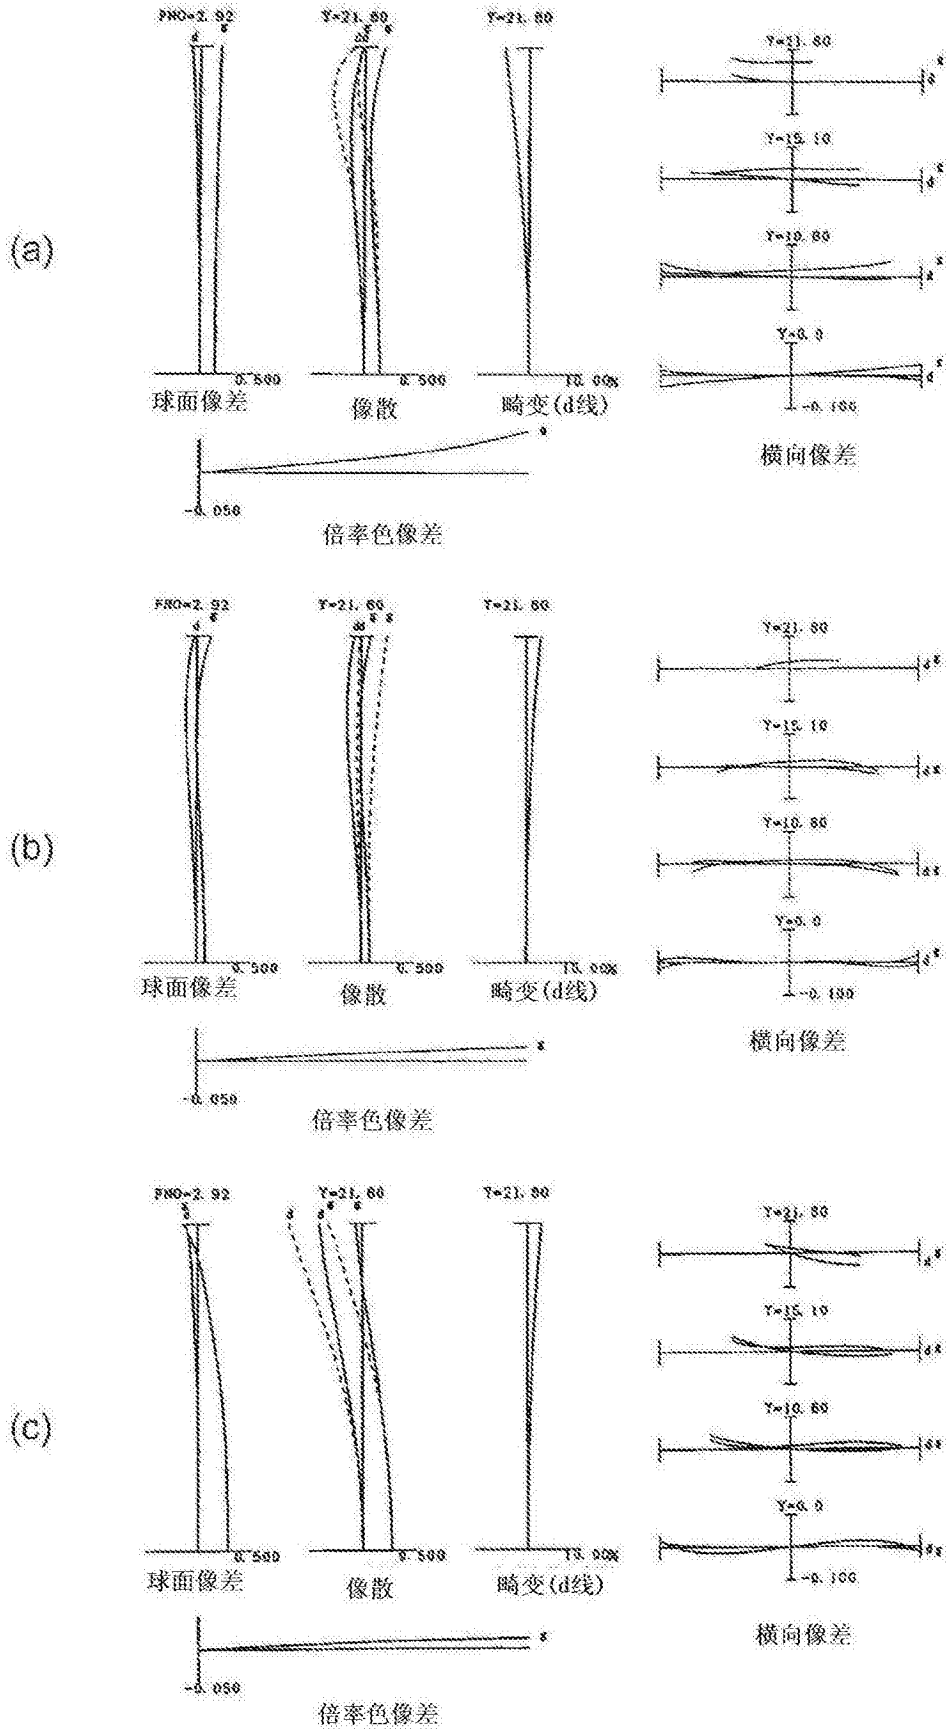 (a)
FNO=2.92
Y=21.60
Y=21.60
d
g
g
g
0.500
0.500
10.00%
球面像差
像散
畸变(d线)
Y=21.60
d
g
Y=15.10
d
g
Y=10.80
g
Y=0.0
d
g
-0.100
横向像差
g
-0.050
倍率色像差
(b)
FNO=2.92
Y=21.60
Y=21.60
d
g
d
d
g
g
0.500
0.500
10.00%
球面像差
像散
畸变(d线)
Y=21.60
d g
Y=15.10
d g
Y=10.80
d g
Y=0.0
d g
-0.100
横向像差
g
-0.050
倍率色像差
(c)
FNO=2.92
Y=21.60
Y=21.60
g
d
d
d
g
g
0.500
0.500
10.00%
球面像差
像散
畸变(d线)
Y=21.60
d g
Y=15.10
d g
Y=10.80
d g
Y=0.0
d g
-0.100
横向像差
g
-0.050
倍率色像差